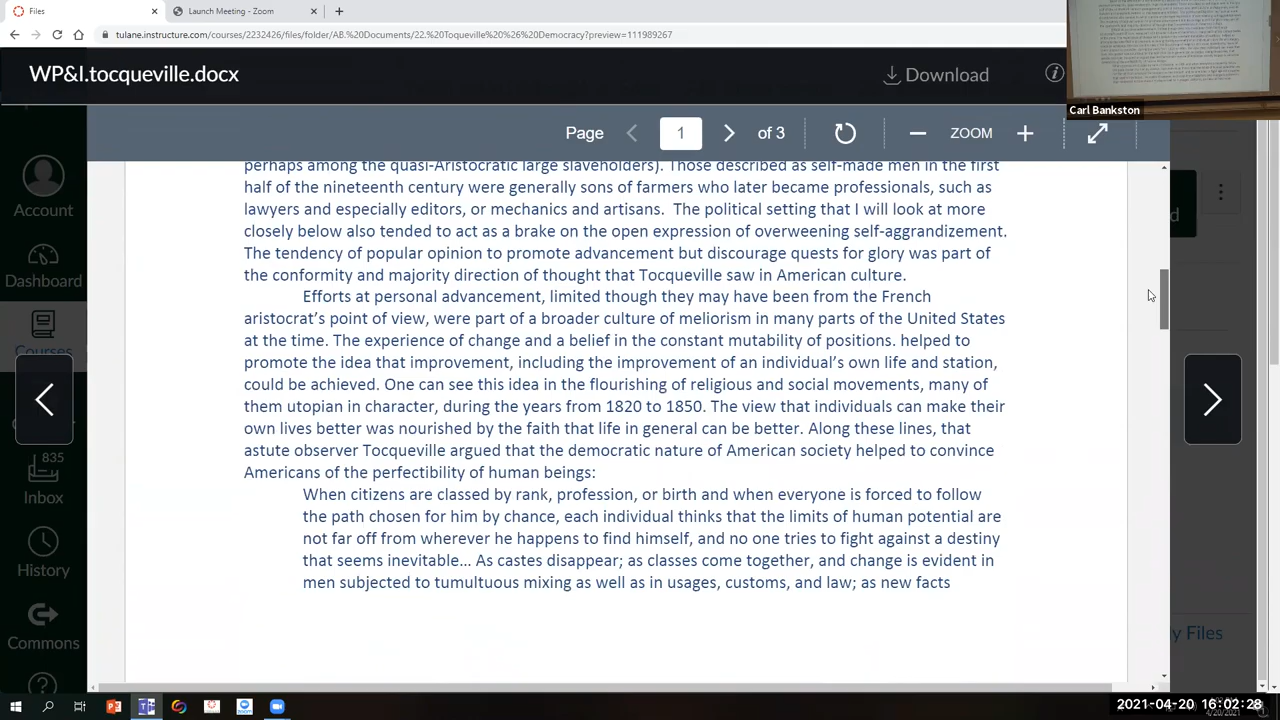 Files
Launch Meeting - Zoom
WP&I.tocqueville.docx
Download
Carl Bankston
Page
1
of 3
ZOOM
perhaps among the quasi-Aristocratic large slaveholders). Those described as self-made men in the first
half of the nineteenth century were generally sons of farmers who later became professionals, such as
lawyers and especially editors, or mechanics and artisans. The political setting that I will look at more
closely below also tended to act as a brake on the open expression of overweening self-aggrandizement.
The tendency of popular opinion to promote advancement but discourage quests for glory was part of
the conformity and majority direction of thought that Tocqueville saw in American culture.
Efforts at personal advancement, limited though they may have been from the French
aristocrat's point of view, were part of a broader culture of meliorism in many parts of the United States
at the time. The experience of change and a belief in the constant mutability of positions. helped to
promote the idea that improvement, including the improvement of an individual's own life and station,
could be achieved. One can see this idea in the flourishing of religious and social movements, many of
them utopian in character, during the years from 1820 to 1850. The view that individuals can make their
own lives better was nourished by the faith that life in general can be better. Along these lines, that
astute observer Tocqueville argued that the democratic nature of American society helped to convince
Americans of the perfectibility of human beings:
When citizens are classed by rank, profession, or birth and when everyone is forced to follow
the path chosen for him by chance, each individual thinks that the limits of human potential are
not far off from wherever he happens to find himself, and no one tries to fight against a destiny
that seems inevitable... As castes disappear; as classes come together, and change is evident in
men subjected to tumultuous mixing as well as in usages, customs, and law; as new facts
Account
Dashboard
Courses
835
Inbox
History
Commons
y Files
2021-04-20 16:02:28